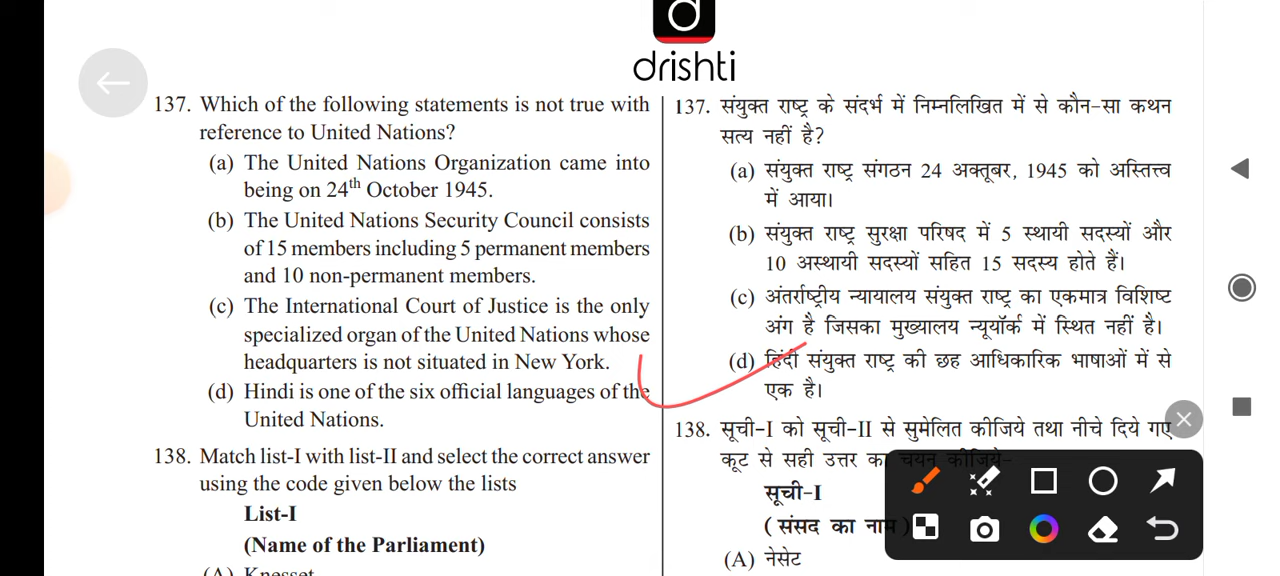 drishti
137. Which of the following statements is not true with
reference to United Nations?
(a) The United Nations Organization came into
being on 24th October 1945.
(b) The United Nations Security Council consists
of 15 members including 5 permanent members
and 10 non-permanent members.
(c) The International Court of Justice is the only
specialized organ of the United Nations whose
headquarters is not situated in New York.
(d) Hindi is one of the six official languages of the
United Nations.
138. Match list-I with list-II and select the correct answer
using the code given below the lists
List-I
(Name of the Parliament)
(A) Knesset
137. संयुक्त राष्ट्र के संदर्भ में निम्नलिखित में से कौन-सा कथन
सत्य नहीं है?
(a) संयुक्त राष्ट्र संगठन 24 अक्तूबर, 1945 को अस्तित्त्व
में आया।
(b) संयुक्त राष्ट्र सुरक्षा परिषद में 5 स्थायी सदस्यों और
10 अस्थायी सदस्यों सहित 15 सदस्य होते हैं।
(c) अंतर्राष्ट्रीय न्यायालय संयुक्त राष्ट्र का एकमात्र विशिष्ट
अंग है जिसका मुख्यालय न्यूयॉर्क में स्थित नहीं है।
(d) हिंदी संयुक्त राष्ट्र की छह आधिकारिक भाषाओं में से
एक है।
138. सूची-I को सूची-II से सुमेलित कीजिये तथा नीचे दिये गए
कूट से सही उत्तर का चयन कीजिये-
सूची-I
(संसद का नाम)
(A) नेसेट